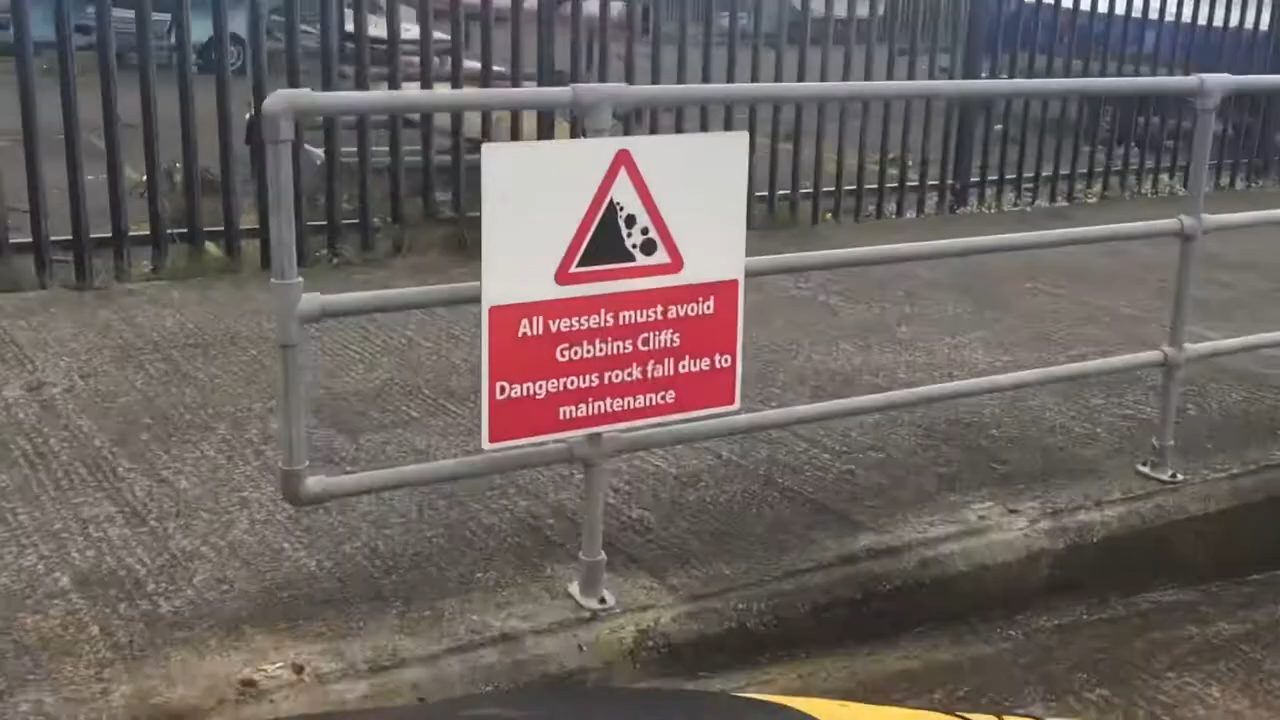 All vessels must avoid
Gobbins Cliffs
Dangerous rock fall due to
maintenance